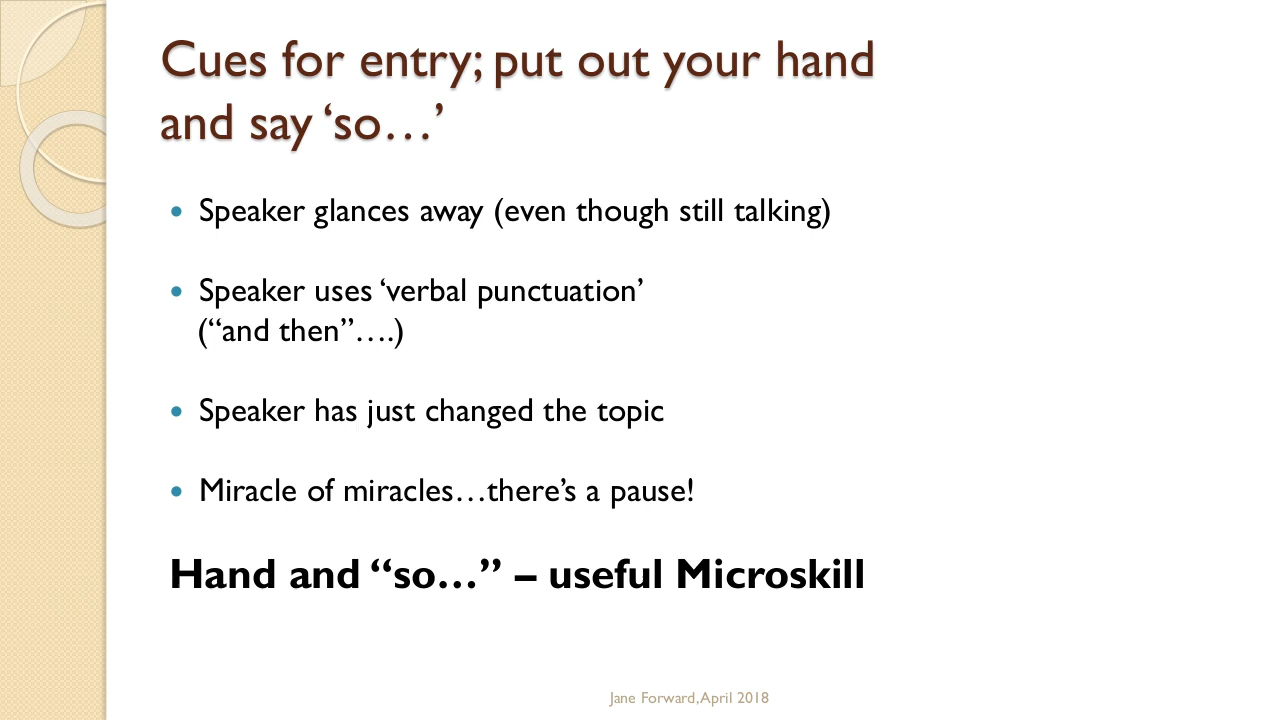 Cues for entry; put out your hand
and say ‘so…’
• Speaker glances away (even though still talking)
• Speaker uses ‘verbal punctuation’
(“and then”….)
• Speaker has just changed the topic
• Miracle of miracles…there’s a pause!
Hand and “so…” – useful Microskill
Jane Forward,April 2018